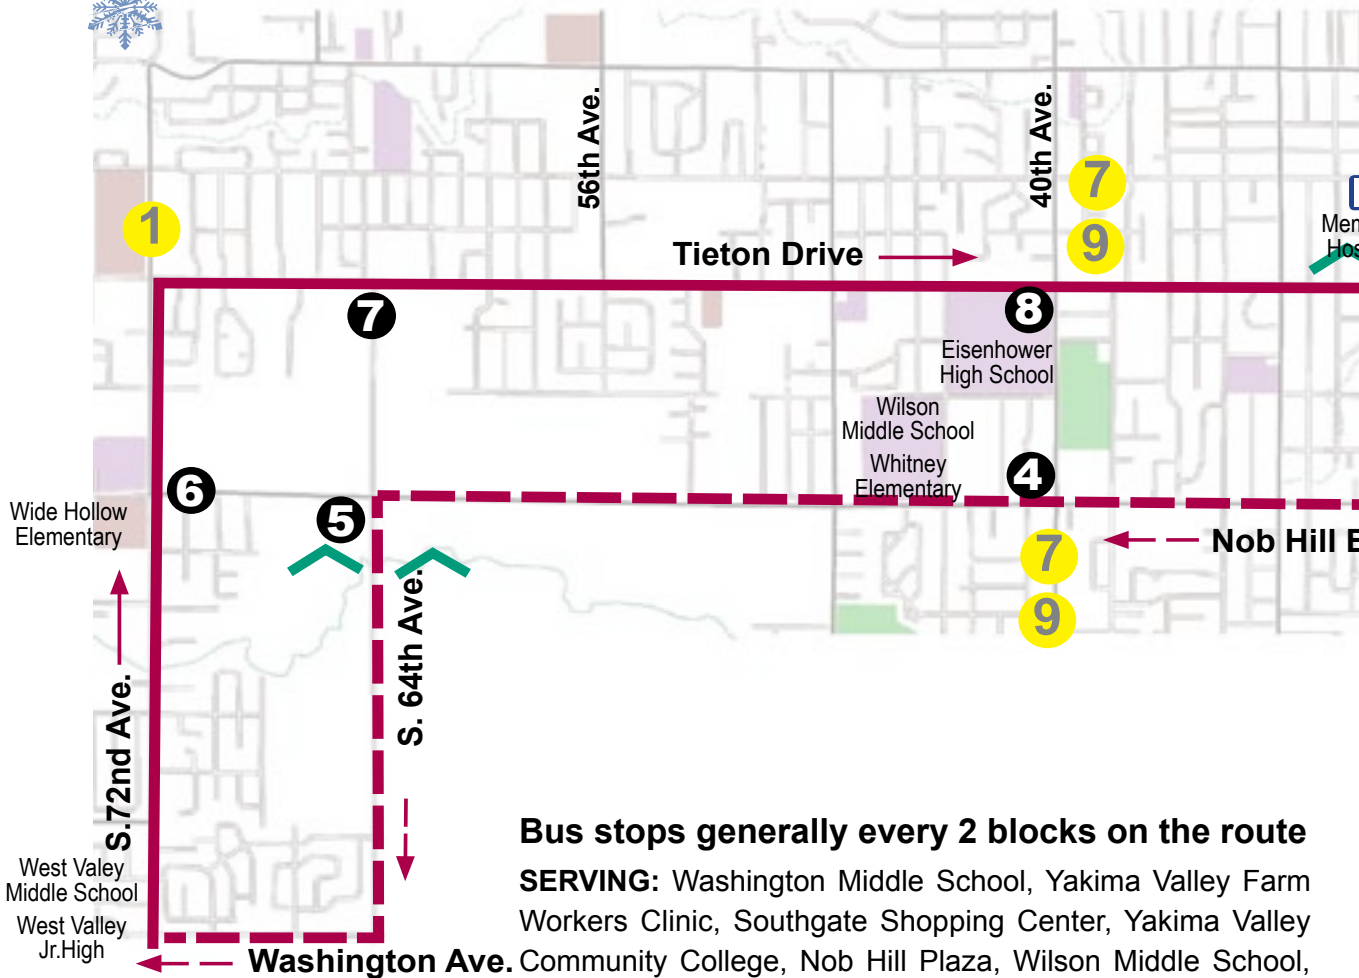 56th Ave.
40th Ave.
7
1
9
Tieton Drive
7
8
Eisenhower
High School
Wilson
Middle School
Whitney
Elementary
4
6
5
Wide Hollow
Elementary
7
Nob Hill
9
S. 64th Ave.
S.72nd Ave.
Bus stops generally every 2 blocks on the route
West Valey
Middle School
SERVING: Washington Middle School, Yakima Valley Farm
West Valley
Jr.High
Workers Clinic, Southgate Shopping Center, Yakima Valley
Washington Ave.
Community College, Nob Hill Plaza, Wilson Middle School,